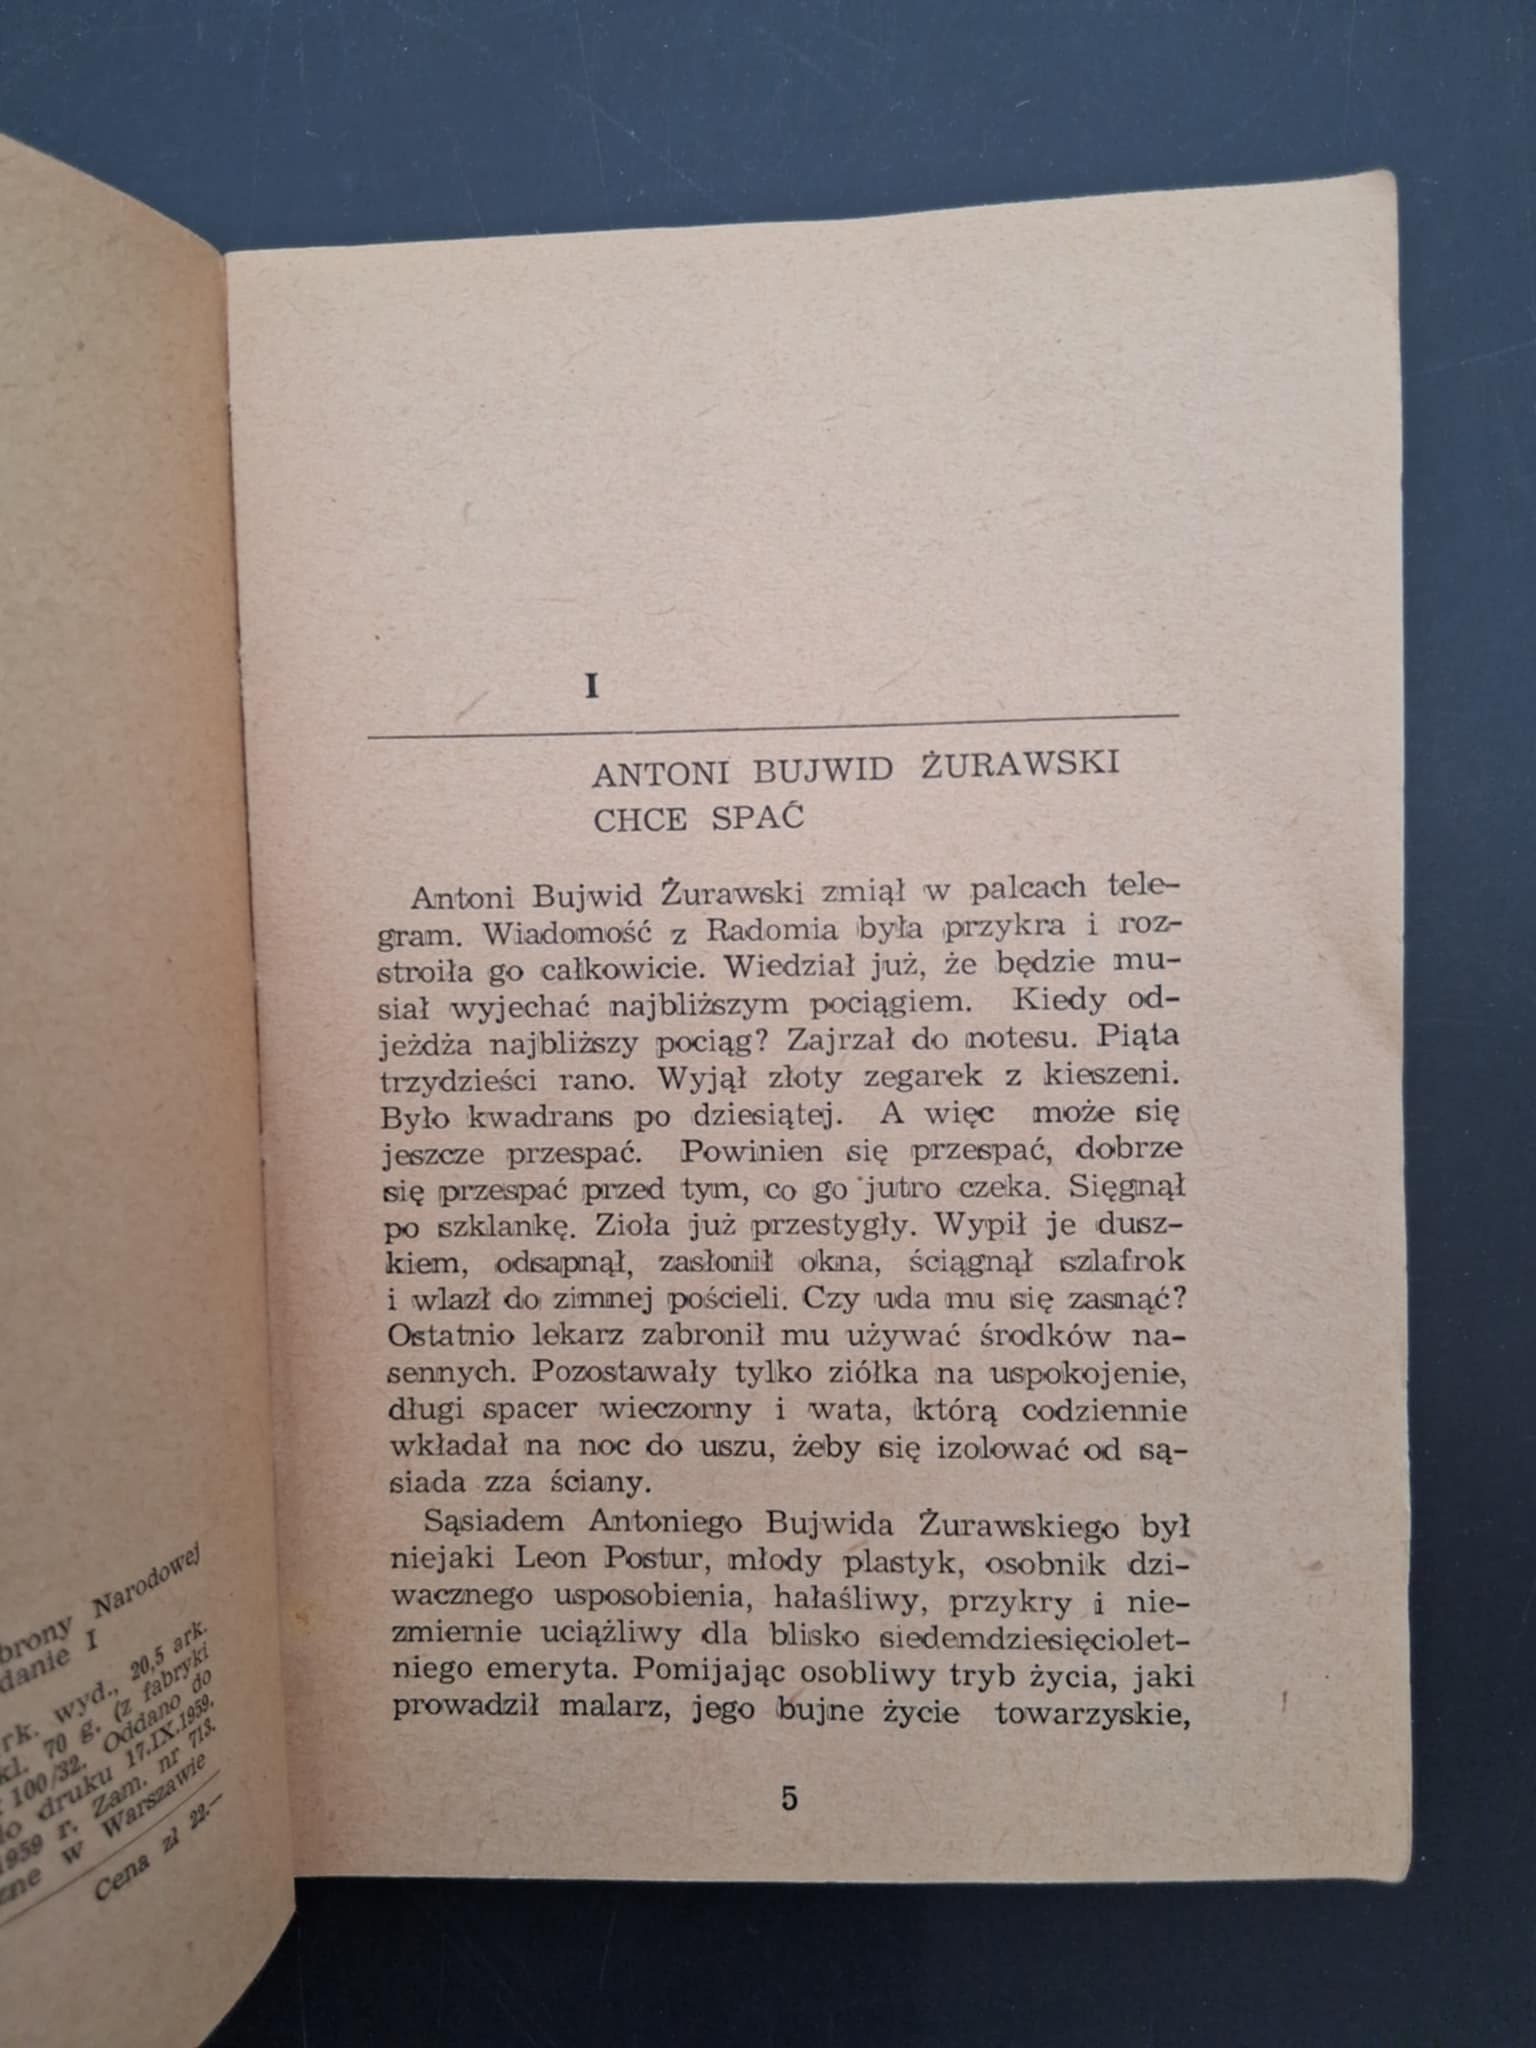 Narodowej
danie I
wyd., 20,5 ark.
70 g. (z fabryki
100/32. Oddano do
druku 17.IX.1959.
1959 r. Zam. nr 713.
w Warszawie
Cena zł 22.—
I
ANTONI BUJWID ŻURAWSKI
CHCE SPAĆ
Antoni Bujwid Żurawski zmiął w palcach tele-
gram. Wiadomość z Radomia była przykra i roz-
stroiła go całkowicie. Wiedział już, że będzie mu-
siał wyjechać najbliższym pociągiem. Kiedy od-
jeżdża najbliższy pociąg? Zajrzał do notesu. Piąta
trzydzieści rano. Wyjął złoty zegarek z kieszeni.
Było kwadrans po dziesiątej. A więc może się
jeszcze przespać. Powinien się przespać, dobrze
się przespać przed tym, co go jutro czeka. Sięgnął
po szklankę. Zioła już przestygły. Wypił je dusz-
kiem, odsapnął, zasłonił okna, ściągnął szlafrok
i wlazł do zimnej pościeli. Czy uda mu się zasnąć?
Ostatnio lekarz zabronił mu używać środków na-
sennych. Pozostawały tylko ziółka na uspokojenie,
długi spacer wieczorny i wata, którą codziennie
wkładał na noc do uszu, żeby się izolować od są-
siada zza ściany.
Sąsiadem Antoniego Bujwida Żurawskiego był
niejaki Leon Postur, młody plastyk, osobnik dzi-
wacznego usposobienia, hałaśliwy, przykry i nie-
zmiernie uciążliwy dla blisko siedemdziesięciolet-
niego emeryta. Pomijając osobliwy tryb życia, jaki
prowadził malarz, jego bujne życie towarzyskie,
5